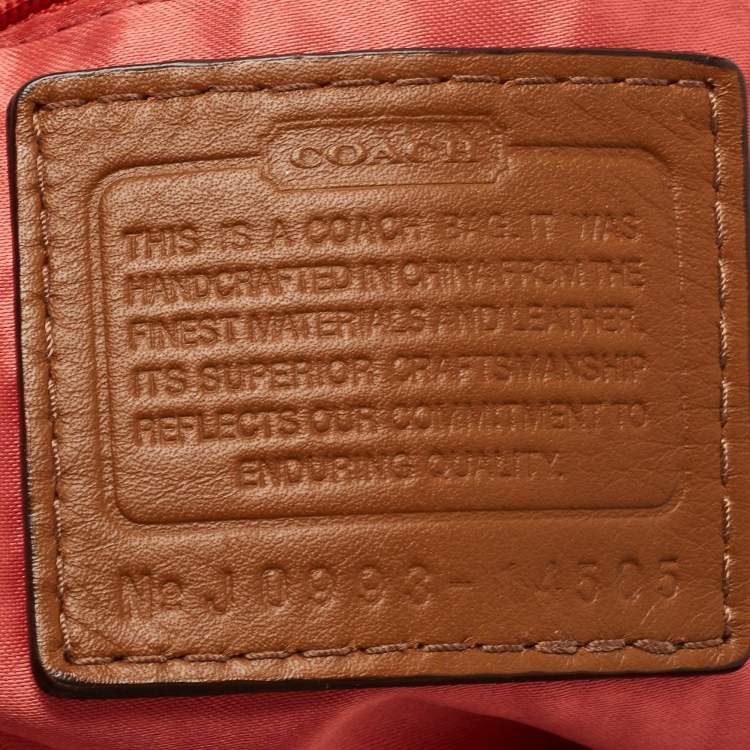 COACH
THIS IS A COACH BAG. IT WAS
HANDCRAFTED IN CHINA FROM THE
FINEST MATERIALS AND LEATHER.
ITS SUPERIOR CRAFTSMANSHIP
REFLECTS OUR COMMITMENT TO
ENDURING QUALITY.
No J0993-14505